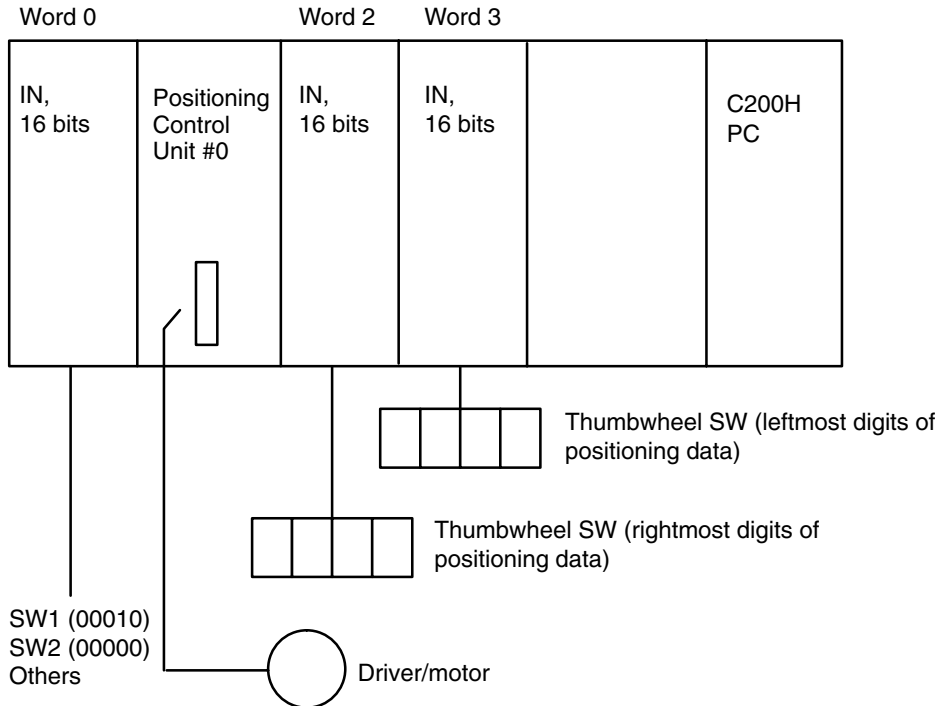 Word 0
Word 2
Word 3
IN,
16 bits
Positioning
Control
Unit #0
IN,
16 bits
IN,
16 bits
C200H
PC
Thumbwheel SW (leftmost digits of
positioning data)
Thumbwheel SW (rightmost digits of
positioning data)
SW1 (00010)
SW2 (00000)
Others
Driver/motor